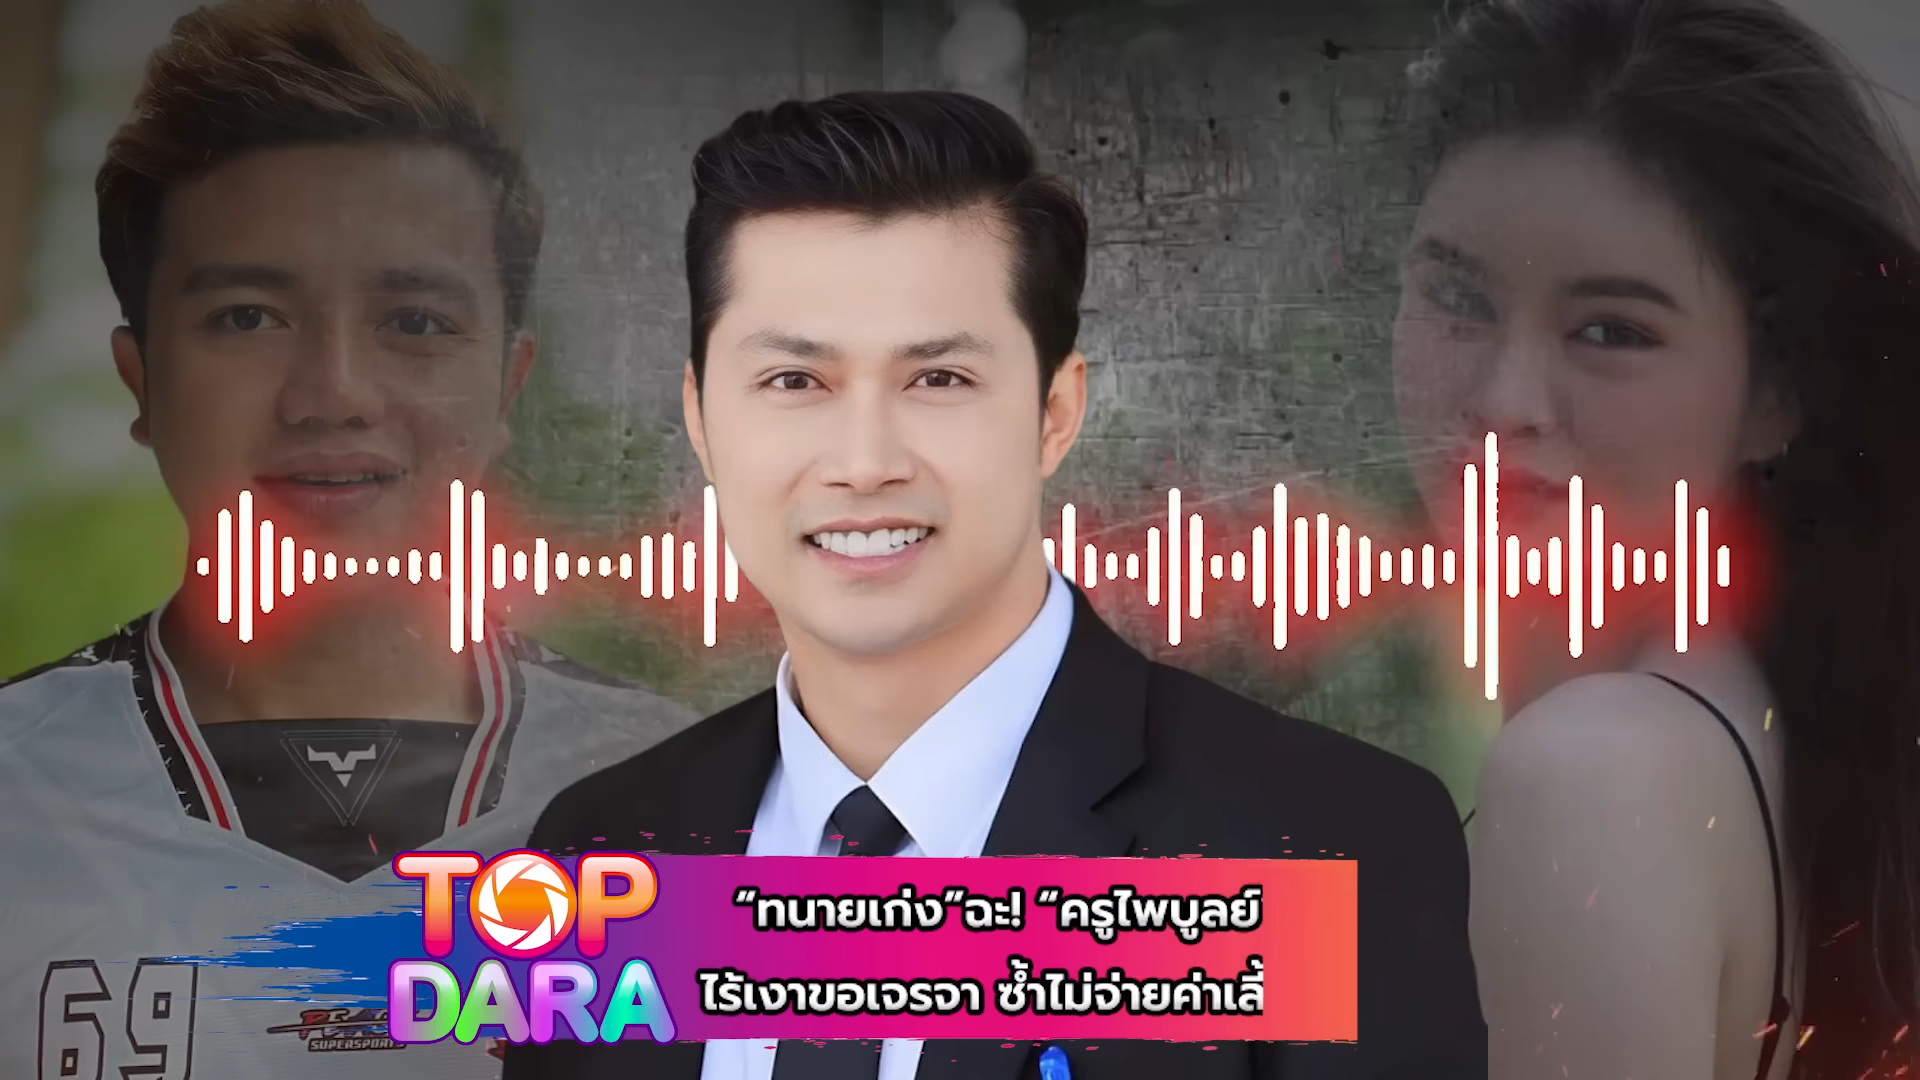 TOP
DARA
“ทนายเก่ง”ฉะ! “ครูไพบูลย์
ไร้เงาขอเจรจา ซ้ำไม่จ่ายค่าเลี้
69
SUPERSPORTS